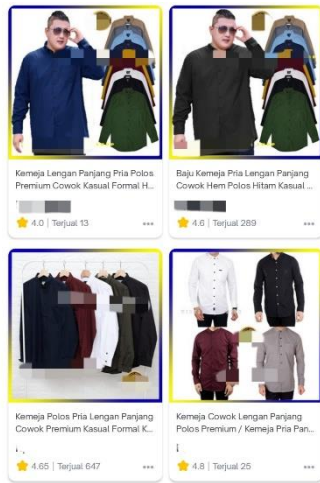 Kemeja Lengan Panjang Pria Polos
Premium Cowok Kasual Formal H...
4.0 | Terjual 13
Baju Kemeja Pria Lengan Panjang
Cowok Hem Polos Hitam Kasual ...
4.6 | Terjual 289
Kemeja Polos Pria Lengan Panjang
Cowok Premium Kasual Formal K...
4.65 | Terjual 647
Kemeja Cowok Lengan Panjang
Polos Premium / Kemeja Pria Pan...
4.8 | Terjual 25